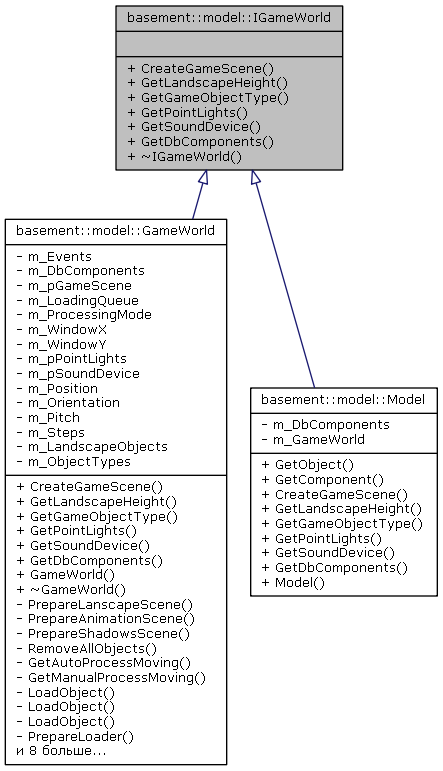 basement::model::IGameWorld
+ CreateGameScene()
+ GetLandscapeHeight()
+ GetGameObjectType()
+ GetPointLights()
+ GetSoundDevice()
+ GetDbComponents()
+ ~IGameWorld()
basement::model::GameWorld
- m_Events
- m_DbComponents
- m_pGameScene
- m_LoadingQueue
- m_ProcessingMode
- m_WindowX
- m_WindowY
- m_pPointLights
- m_pSoundDevice
- m_Position
- m_Orientation
- m_Pitch
- m_Steps
- m_LandscapeObjects
- m_ObjectTypes
+ CreateGameScene()
+ GetLandscapeHeight()
+ GetGameObjectType()
+ GetPointLights()
+ GetSoundDevice()
+ GetDbComponents()
+ GameWorld()
+ ~GameWorld()
- PrepareLanscapeScene()
- PrepareAnimationScene()
- PrepareShadowsScene()
- RemoveAllObjects()
- GetAutoProcessMoving()
- GetManualProcessMoving()
- LoadObject()
- LoadObject()
- LoadObject()
- PrepareLoader()
и 8 больше...
basement::model::Model
- m_DbComponents
- m_GameWorld
+ GetObject()
+ GetComponent()
+ CreateGameScene()
+ GetLandscapeHeight()
+ GetGameObjectType()
+ GetPointLights()
+ GetSoundDevice()
+ GetDbComponents()
+ Model()